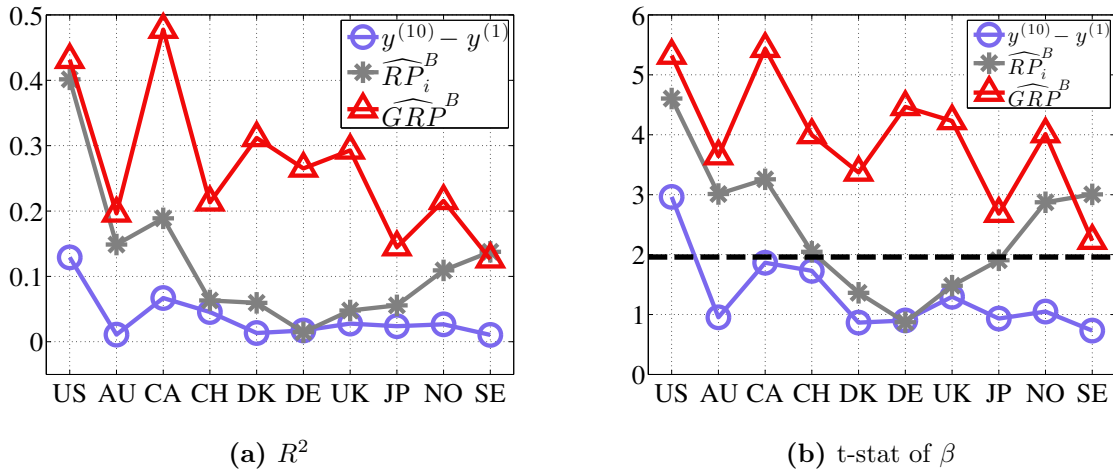 0.5
0.4
0.3
0.2
0.1
0
US AU CA CH DK DE UK JP NO SE
y^{(10)} - y^{(1)}
\widehat{RP}_i^B
\widehat{GRP}^B
(a) R^2
6
5
4
3
2
1
0
US AU CA CH DK DE UK JP NO SE
y^{(10)} - y^{(1)}
\widehat{RP}_i^B
\widehat{GRP}^B
(b) t-stat of β